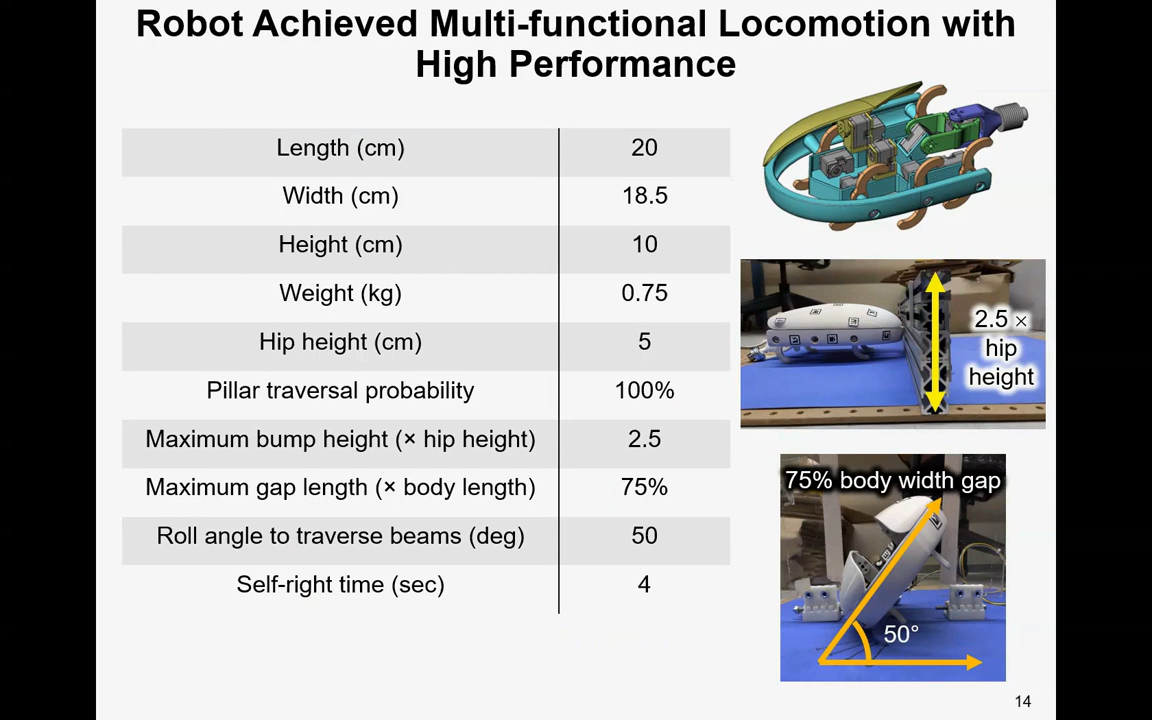 Robot Achieved Multi-functional Locomotion with
High Performance
Length (cm) 20
Width (cm) 18.5
Height (cm) 10
Weight (kg) 0.75
Hip height (cm) 5
Pillar traversal probability 100%
Maximum bump height (× hip height) 2.5
Maximum gap length (× body length) 75%
Roll angle to traverse beams (deg) 50
Self-right time (sec) 4
2.5 ×
hip
height
75% body width gap
50°
14